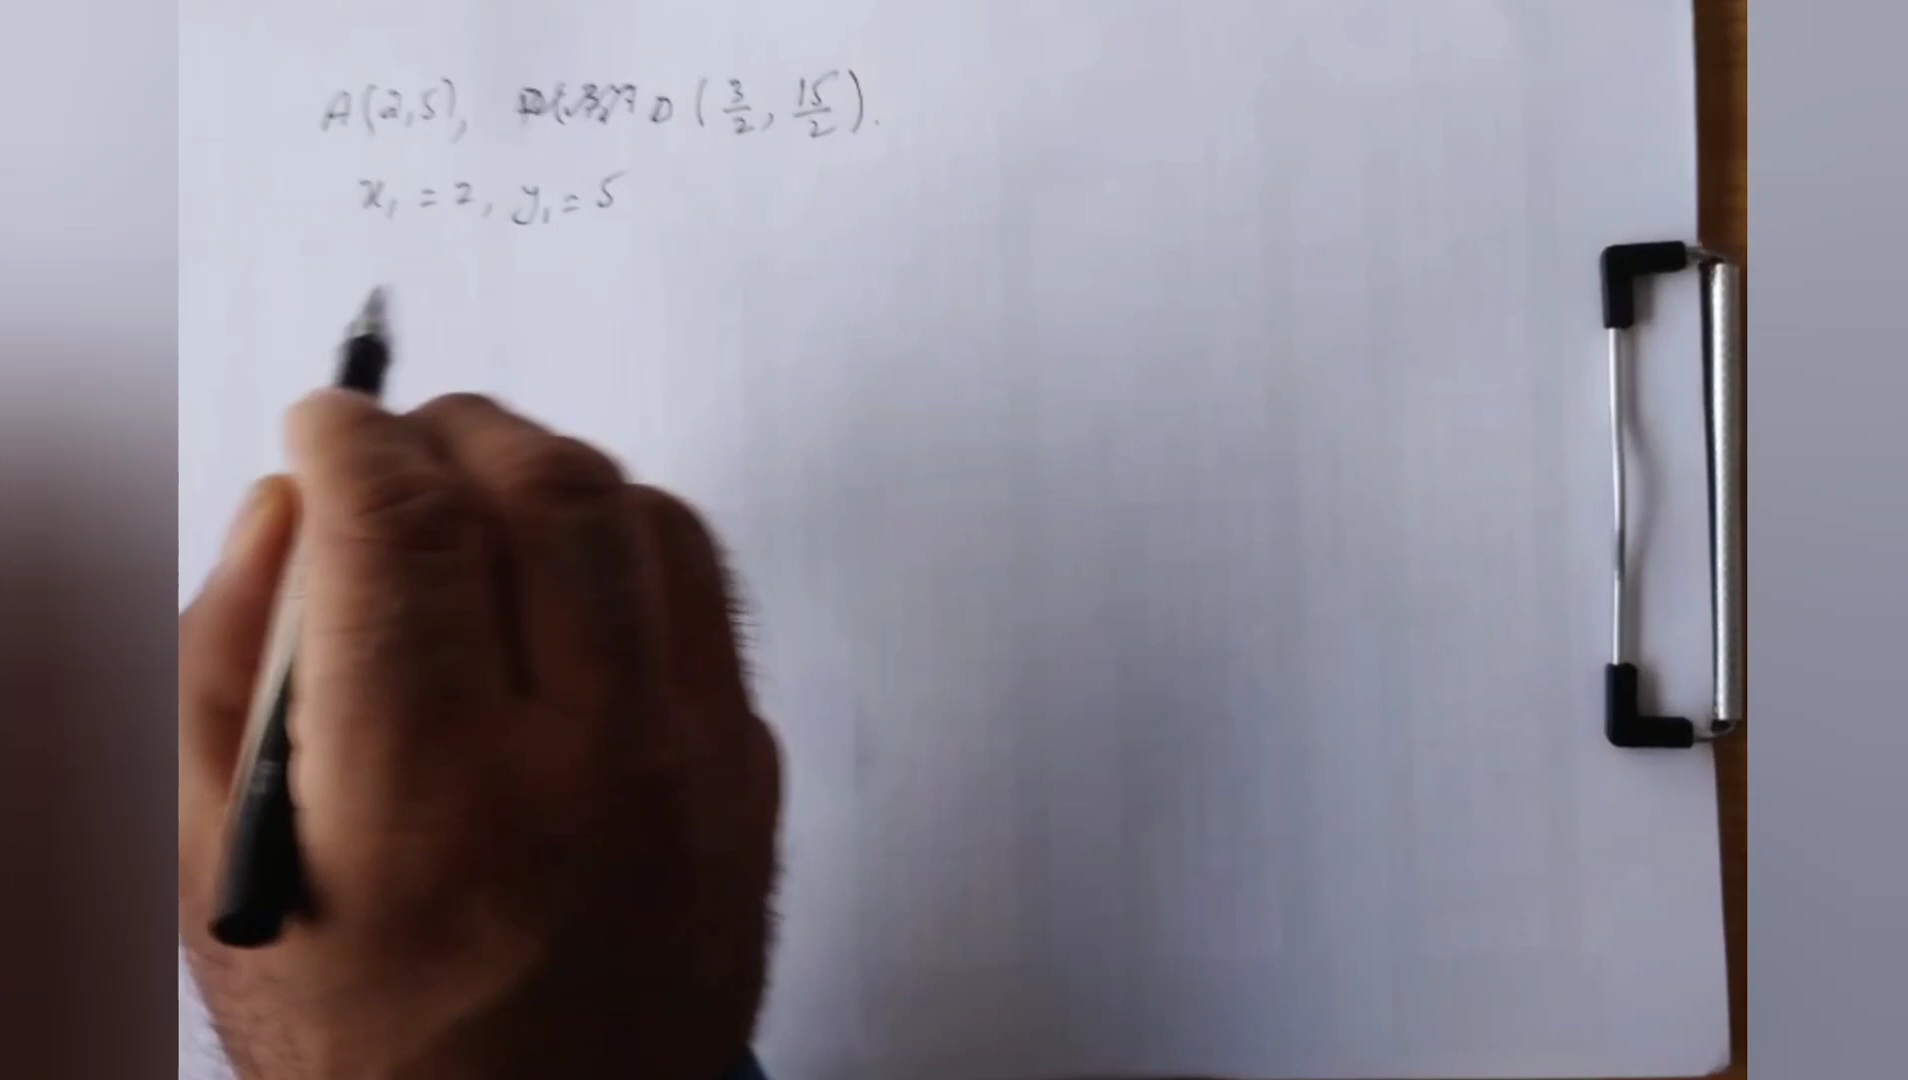 A(2,5), D(3/2, 15/2).
x₁ = 2, y₁ = 5